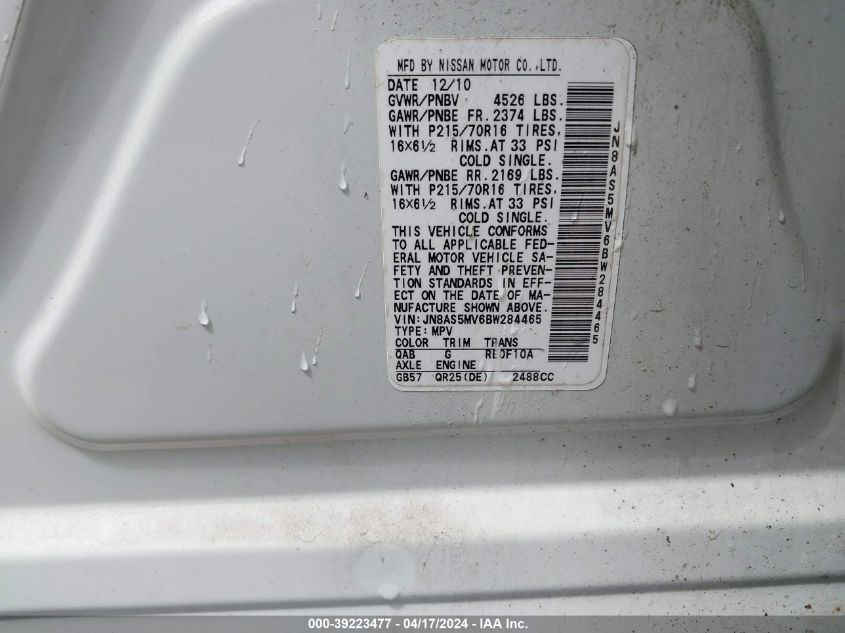 MFD BY NISSAN MOTOR CO.,LTD.
DATE 12/10
GVWR/PNBV 4526 LBS.
GAWR/PNBE FR. 2374 LBS.
WITH P215/70R16 TIRES,
16X6½ RIMS.AT 33 PSI
COLD SINGLE.
GAWR/PNBE RR. 2169 LBS.
WITH P215/70R16 TIRES,
16X6½ RIMS.AT 33 PSI
COLD SINGLE.
THIS VEHICLE CONFORMS
TO ALL APPLICABLE FED-
ERAL MOTOR VEHICLE SA-
FETY AND THEFT PREVEN-
TION STANDARDS IN EFF-
ECT ON THE DATE OF MA-
NUFACTURE SHOWN ABOVE.
VIN:JN8AS5MV6BW284465
TYPE:MPV
COLOR TRIM TRANS
QAB G RE0F10A
AXLE ENGINE
GB57 QR25(DE) 2488CC
JN8AS5MV6BW284465
000-39223477 - 04/17/2024 - IAA Inc.